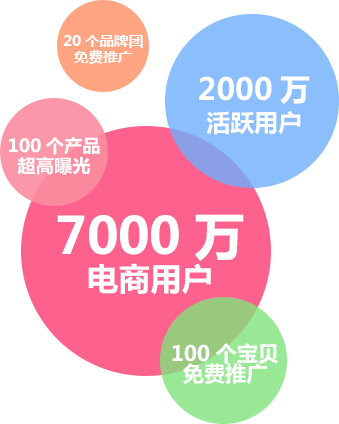 20 个品牌团
免费推广
2000 万
活跃用户
100 个产品
超高曝光
7000 万
电商用户
100 个宝贝
免费推广